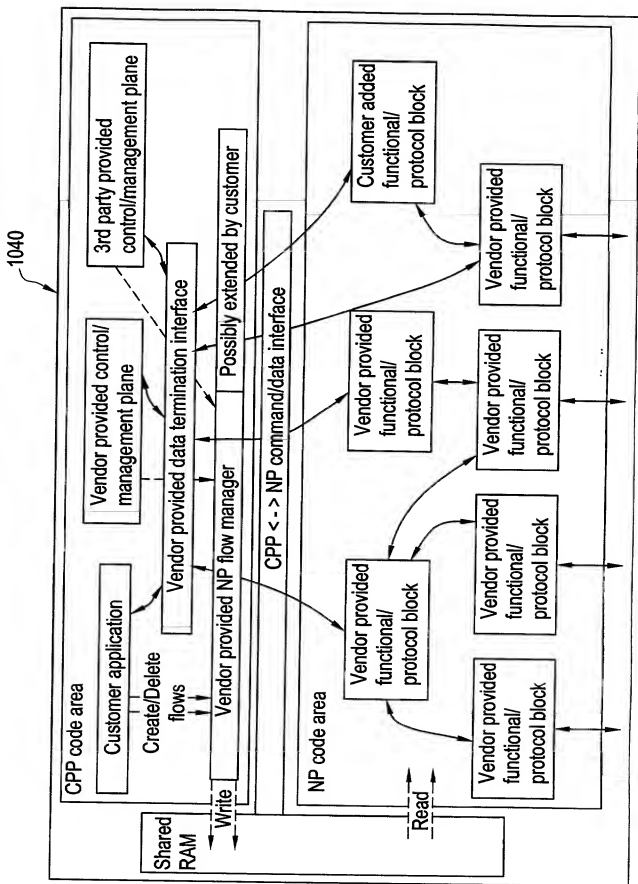 1040
CPP code area
Customer application
Vendor provided control/
management plane
3rd party provided
control/management plane
Create/Delete
flows
Vendor provided data termination interface
Vendor provided NP flow manager
Possibly extended by customer
Write
Shared
RAM
CPP < - > NP command/data interface
NP code area
Read
Vendor provided
functional/
protocol block
Vendor provided
functional/
protocol block
Customer added
functional/
protocol block
Vendor provided
functional/
protocol block
Vendor provided
functional/
protocol block
Vendor provided
functional/
protocol block
Vendor provided
functional/
protocol block